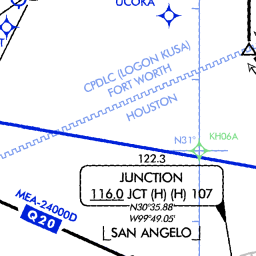 UCOKA
CPDLC (LOGON KUSA)
FORT WORTH
HOUSTON
N31°
KH06A
122.3
JUNCTION
116.0 JCT (H) (H) 107
N30°35.88'
W99°49.05'
SAN ANGELO
MEA-24000D
Q20